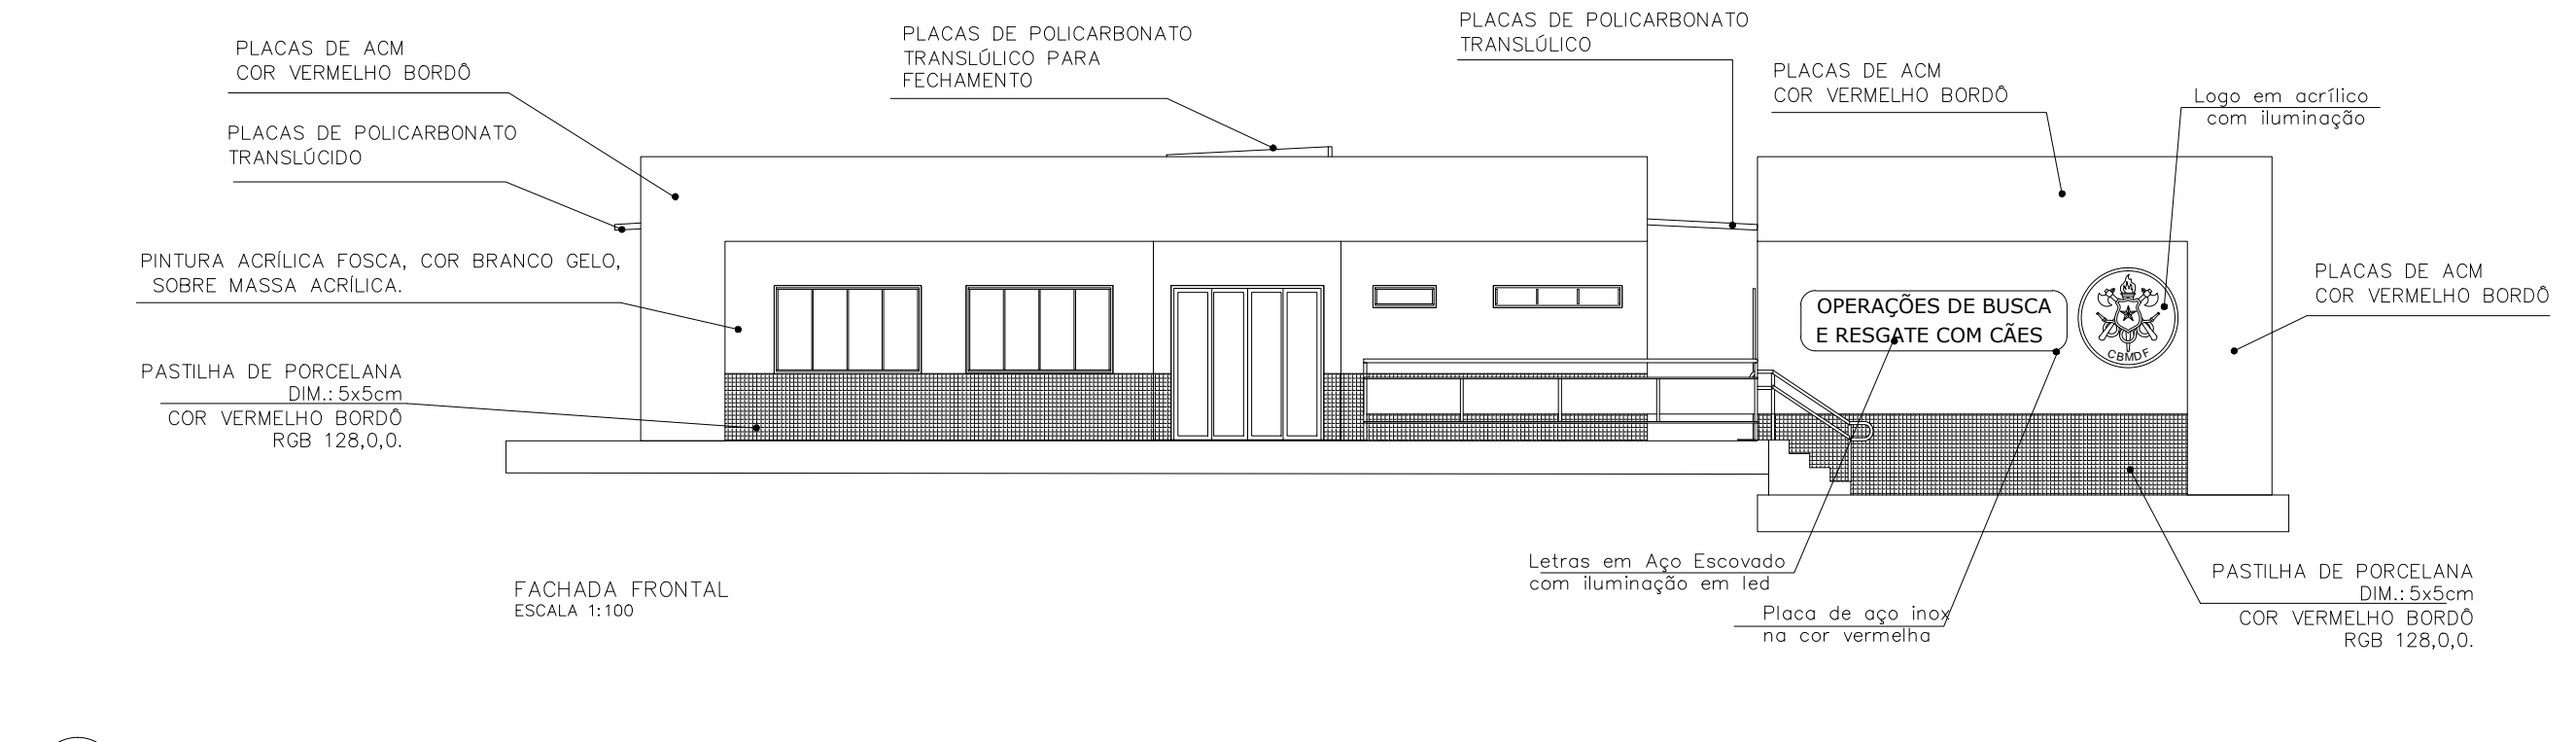 PLACAS DE ACM
COR VERMELHO BORDÔ
PLACAS DE POLICARBONATO
TRANSLÚCIDO
PINTURA ACRÍLICA FOSCA, COR BRANCO GELO,
SOBRE MASSA ACRÍLICA.
PASTILHA DE PORCELANA
DIM.: 5x5cm
COR VERMELHO BORDÔ
RGB 128,0,0.
PLACAS DE POLICARBONATO
TRANSLÚLICO PARA
FECHAMENTO
PLACAS DE POLICARBONATO
TRANSLÚLICO
PLACAS DE ACM
COR VERMELHO BORDÔ
Logo em acrílico
com iluminação
OPERAÇÕES DE BUSCA
E RESGATE COM CÃES
CBMDF
PLACAS DE ACM
COR VERMELHO BORDÔ
Letras em Aço Escovado
com iluminação em led
Placa de aço inox
na cor vermelha
PASTILHA DE PORCELANA
DIM.: 5x5cm
COR VERMELHO BORDÔ
RGB 128,0,0.
FACHADA FRONTAL
ESCALA 1:100